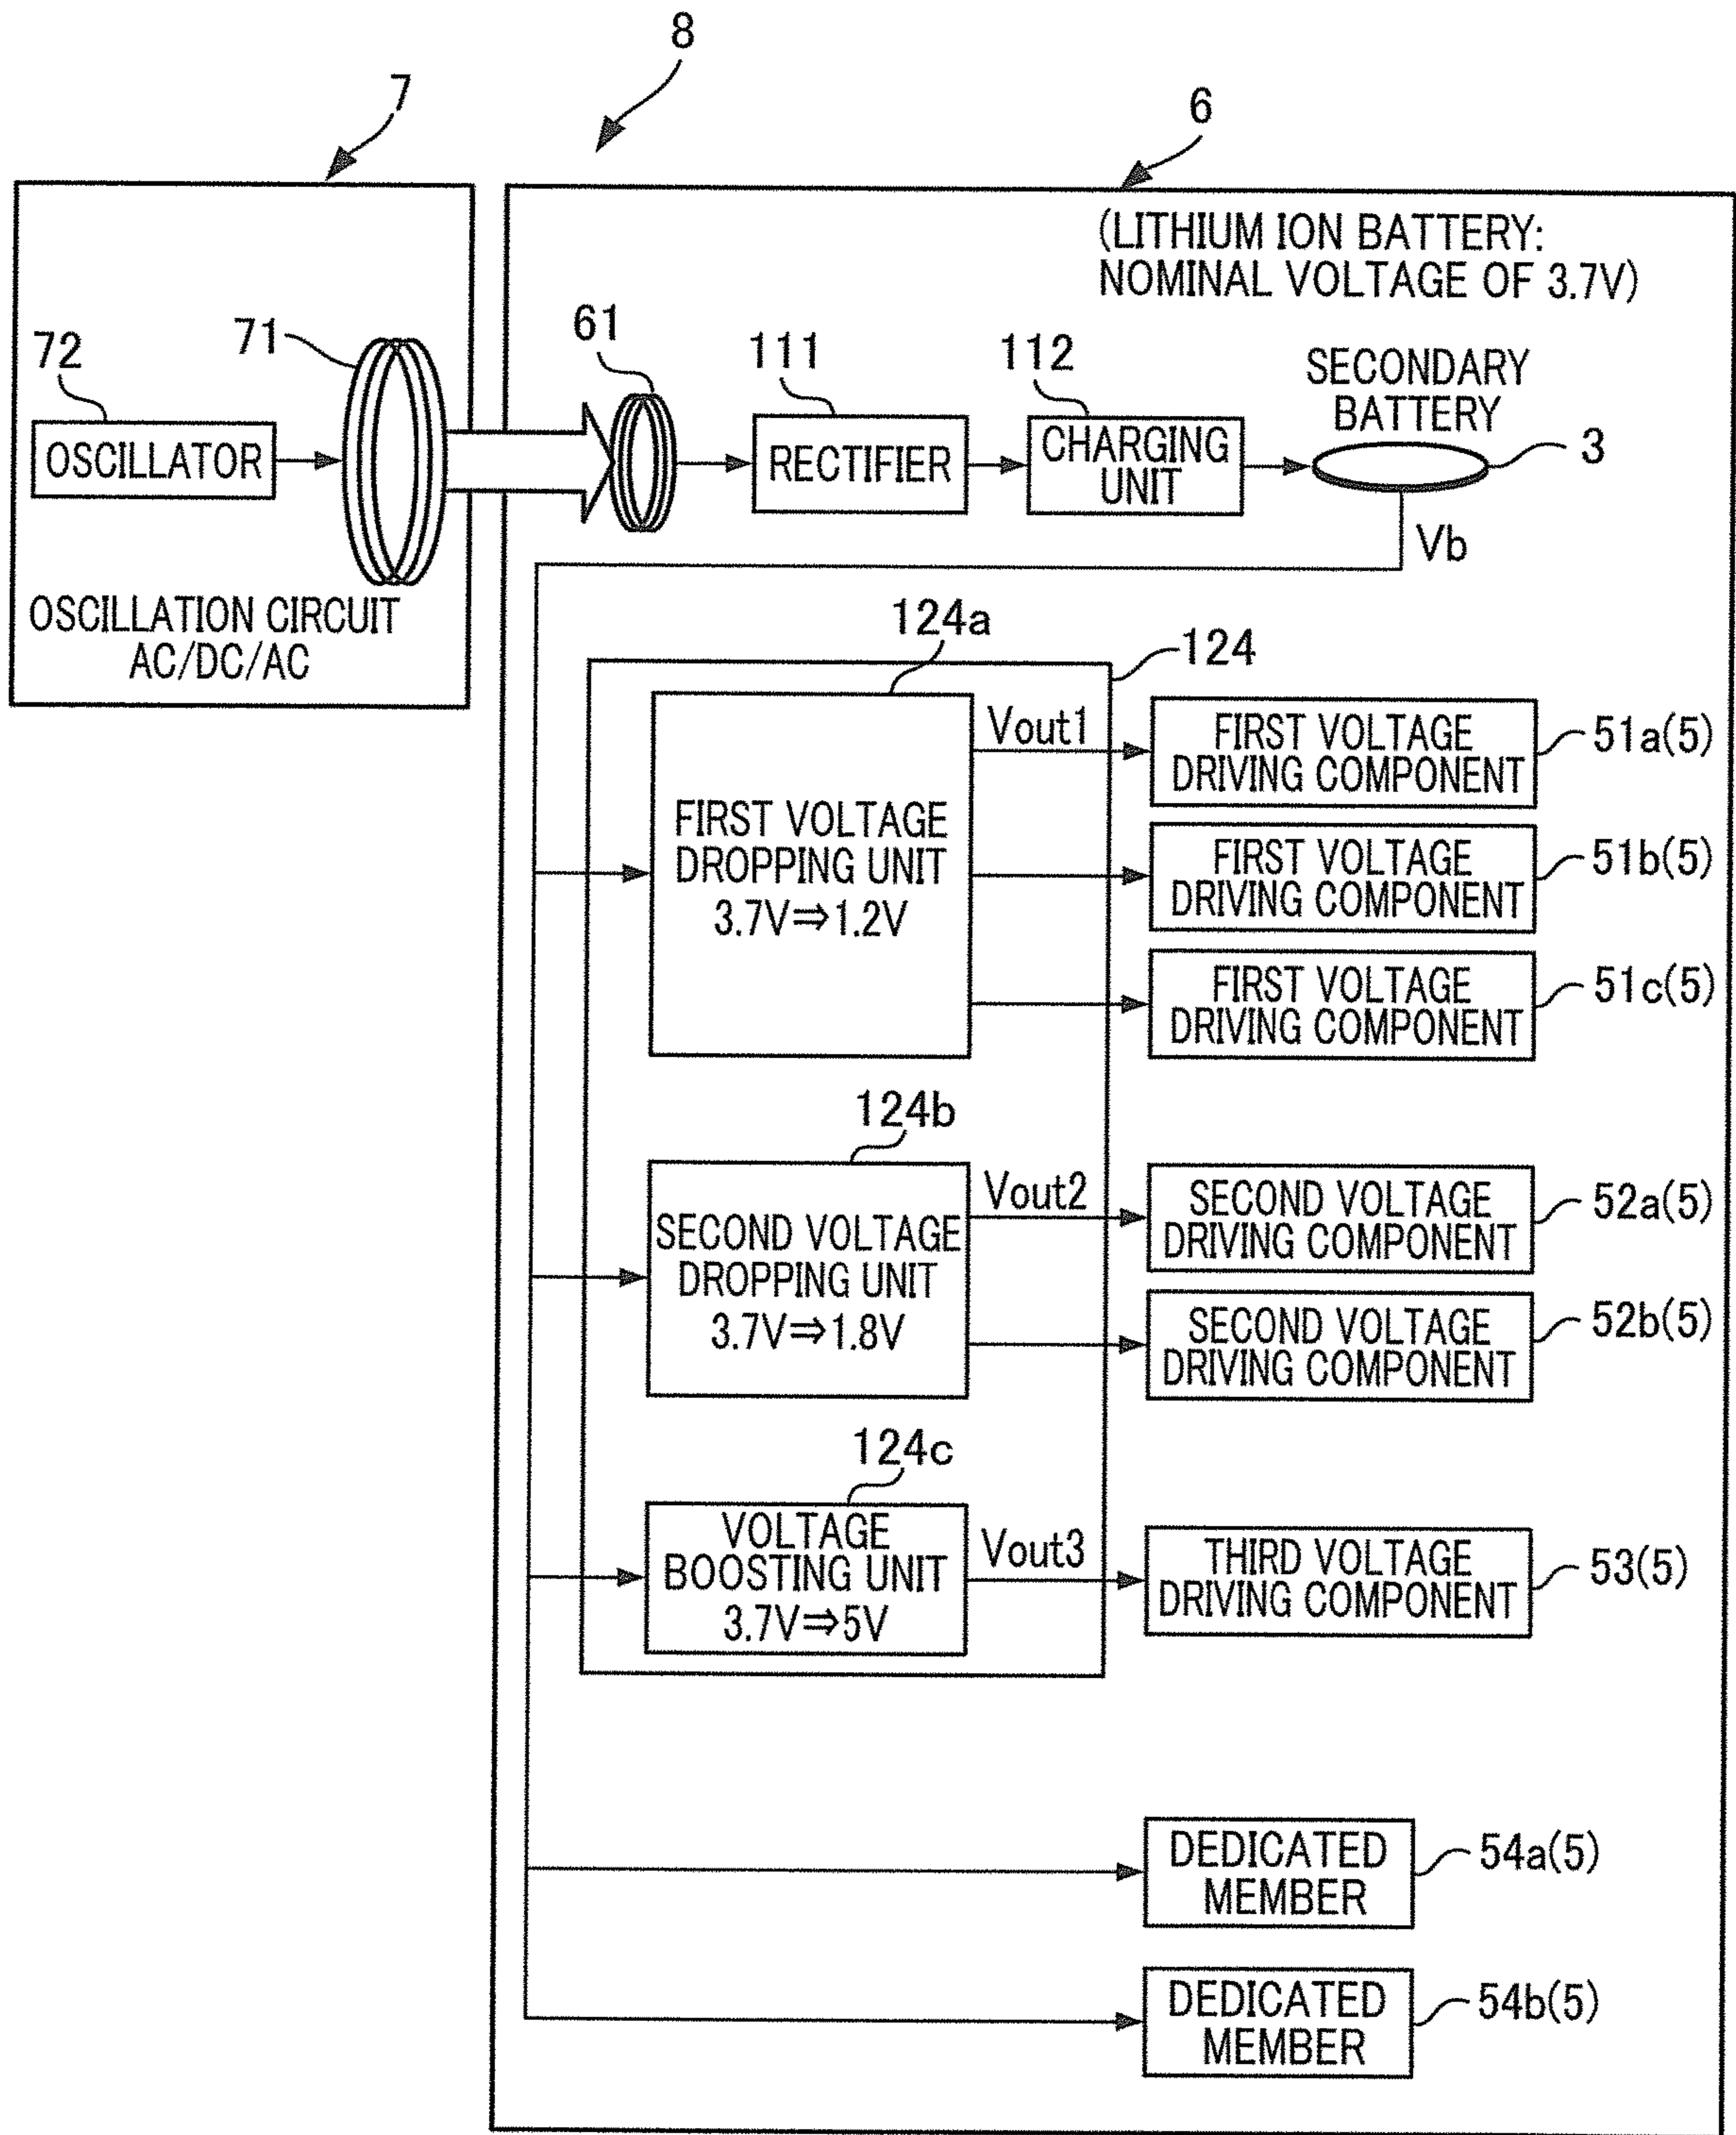 8
7
6
(LITHIUM ION BATTERY:
NOMINAL VOLTAGE OF 3.7V)
72
71
61
111
112
SECONDARY
BATTERY
3
OSCILLATOR
RECTIFIER
CHARGING
UNIT
Vb
OSCILLATION CIRCUIT
AC/DC/AC
124a
124
FIRST VOLTAGE
DROPPING UNIT
3.7V⇒1.2V
Vout1
FIRST VOLTAGE
DRIVING COMPONENT
51a(5)
FIRST VOLTAGE
DRIVING COMPONENT
51b(5)
FIRST VOLTAGE
DRIVING COMPONENT
51c(5)
124b
SECOND VOLTAGE
DROPPING UNIT
3.7V⇒1.8V
Vout2
SECOND VOLTAGE
DRIVING COMPONENT
52a(5)
SECOND VOLTAGE
DRIVING COMPONENT
52b(5)
124c
VOLTAGE
BOOSTING UNIT
3.7V⇒5V
Vout3
THIRD VOLTAGE
DRIVING COMPONENT
53(5)
DEDICATED
MEMBER
54a(5)
DEDICATED
MEMBER
54b(5)